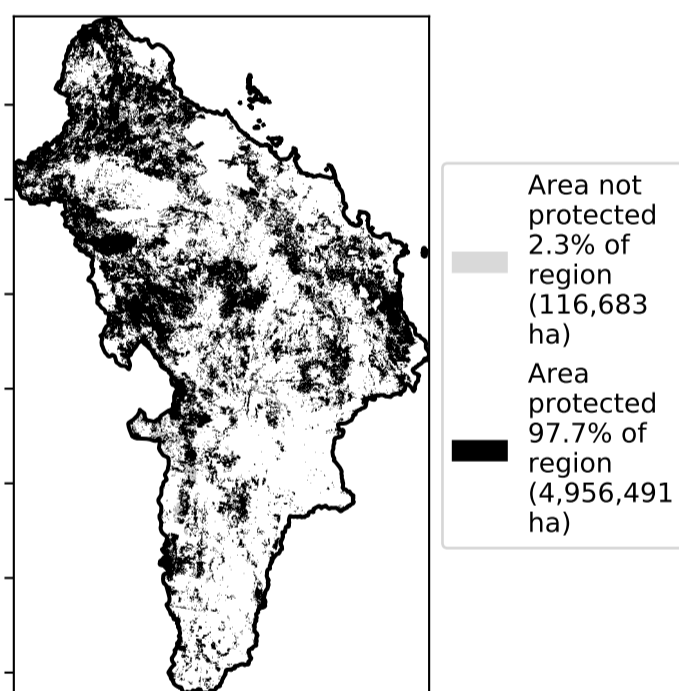 Area not
protected
2.3% of
region
(116,683
ha)
Area
protected
97.7% of
region
(4,956,491
ha)